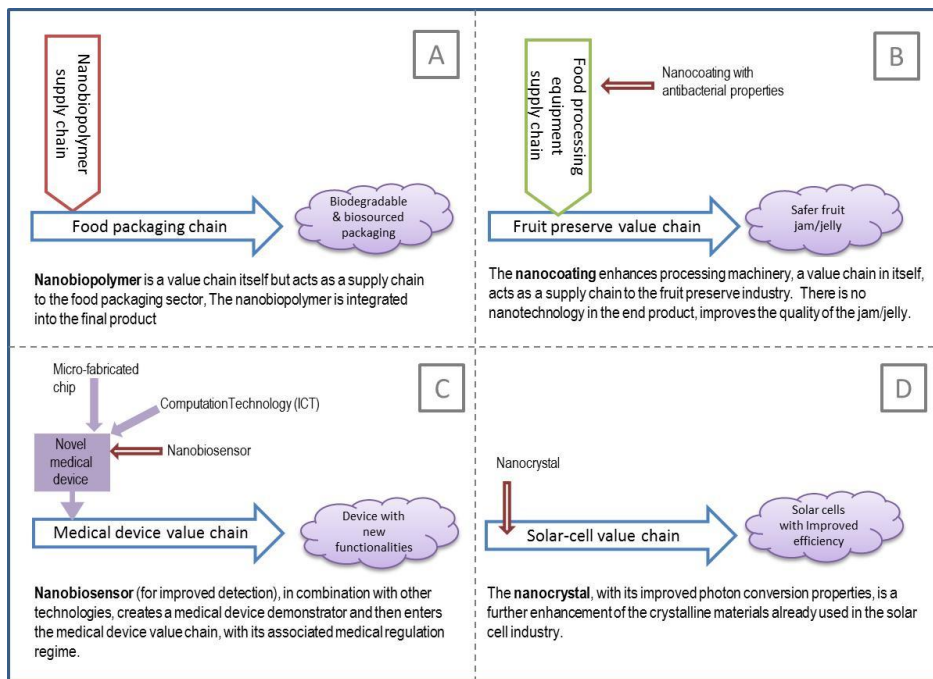 A
Nanobiopolymer
supply chain
Food packaging chain
Biodegradable
& biosourced
packaging
Nanobiopolymer is a value chain itself but acts as a supply chain
to the food packaging sector, The nanobiopolymer is integrated
into the final product
B
Food processing
equipment
supply chain
Nanocoating with
antibacterial properties
Fruit preserve value chain
Safer fruit
jam/jelly
The nanocoating enhances processing machinery, a value chain in itself,
acts as a supply chain to the fruit preserve industry. There is no
nanotechnology in the end product, improves the quality of the jam/jelly.
C
Micro-fabricated
chip
ComputationTechnology (ICT)
Novel
medical
device
Nanobiosensor
Medical device value chain
Device with
new
functionalities
Nanobiosensor (for improved detection), in combination with other
technologies, creates a medical device demonstrator and then enters
the medical device value chain, with its associated medical regulation
regime.
D
Nanocrystal
Solar-cell value chain
Solar cells
with Improved
efficiency
The nanocrystal, with its improved photon conversion properties, is a
further enhancement of the crystalline materials already used in the solar
cell industry.